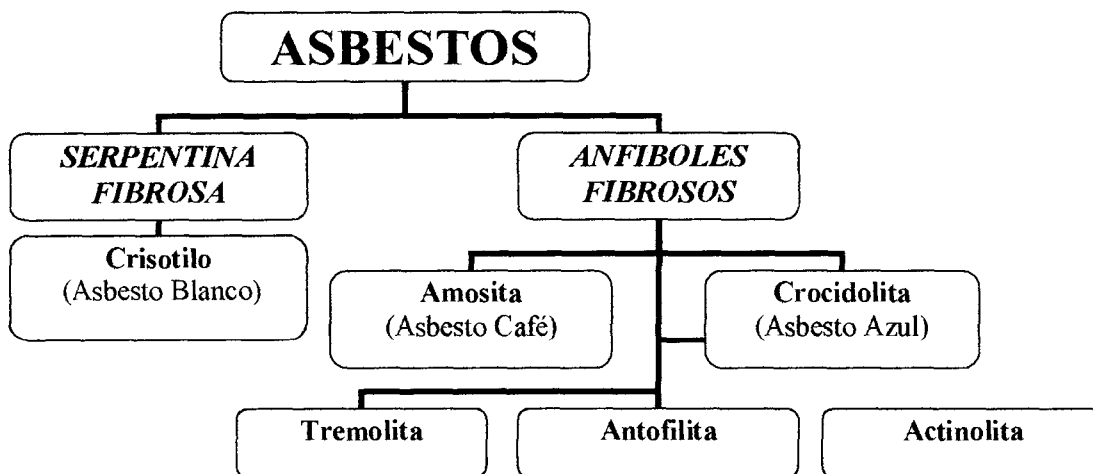 ASBESTOS
SERPENTINA
FIBROSA
ANFIBOLES
FIBROSOS
Crisotilo
(Asbesto Blanco)
Amosita
(Asbesto Café)
Crocidolita
(Asbesto Azul)
Tremolita
Antofilita
Actinolita